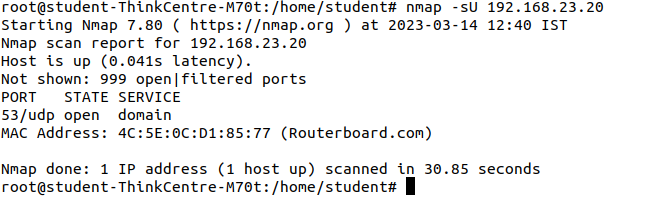 root@student-ThinkCentre-M70t:/home/student# nmap -sU 192.168.23.20
Starting Nmap 7.80 ( https://nmap.org ) at 2023-03-14 12:40 IST
Nmap scan report for 192.168.23.20
Host is up (0.041s latency).
Not shown: 999 open|filtered ports
PORT   STATE SERVICE
53/udp open  domain
MAC Address: 4C:5E:0C:D1:85:77 (Routerboard.com)
Nmap done: 1 IP address (1 host up) scanned in 30.85 seconds
root@student-ThinkCentre-M70t:/home/student#